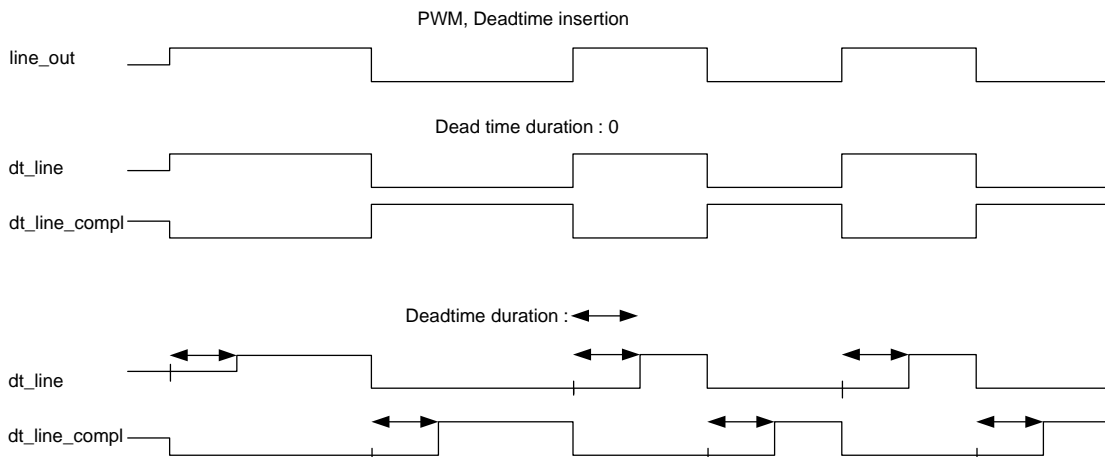 PWM, Deadtime insertion
line_out
Dead time duration : 0
dt_line
dt_line_compl
Deadtime duration :
dt_line
dt_line_compl